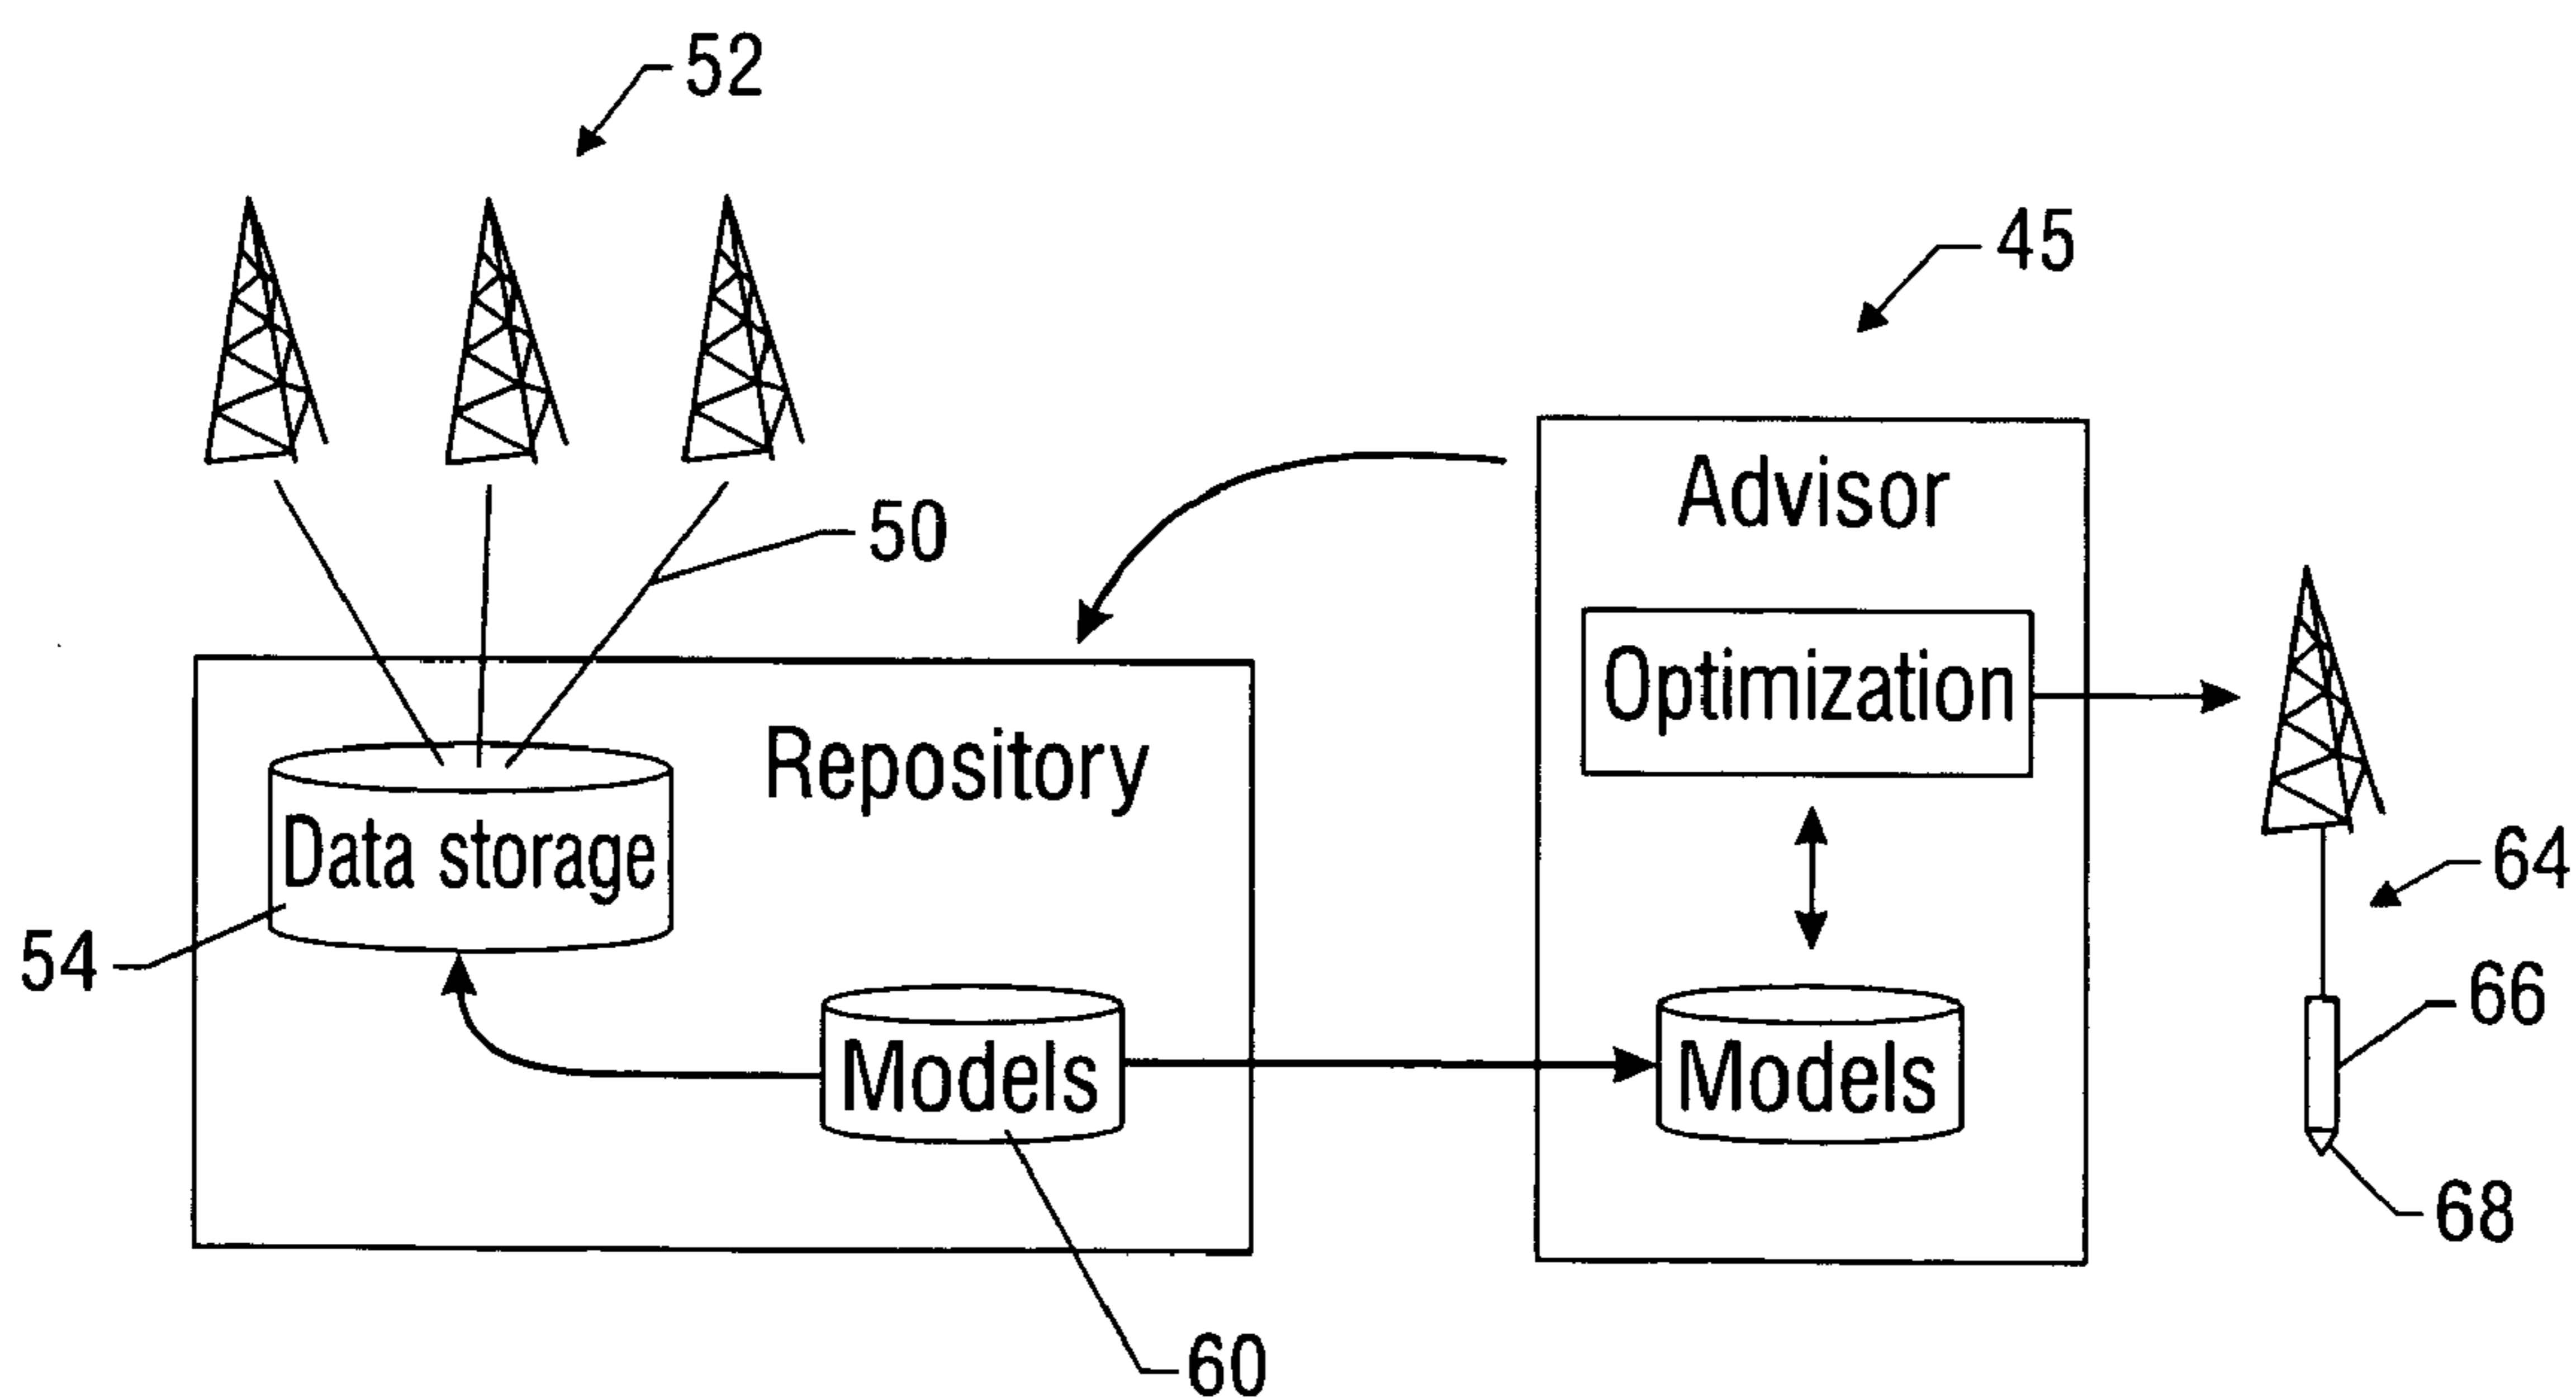 52
45
Advisor
50
Optimization
Repository
Data storage
64
54
66
Models
Models
68
60